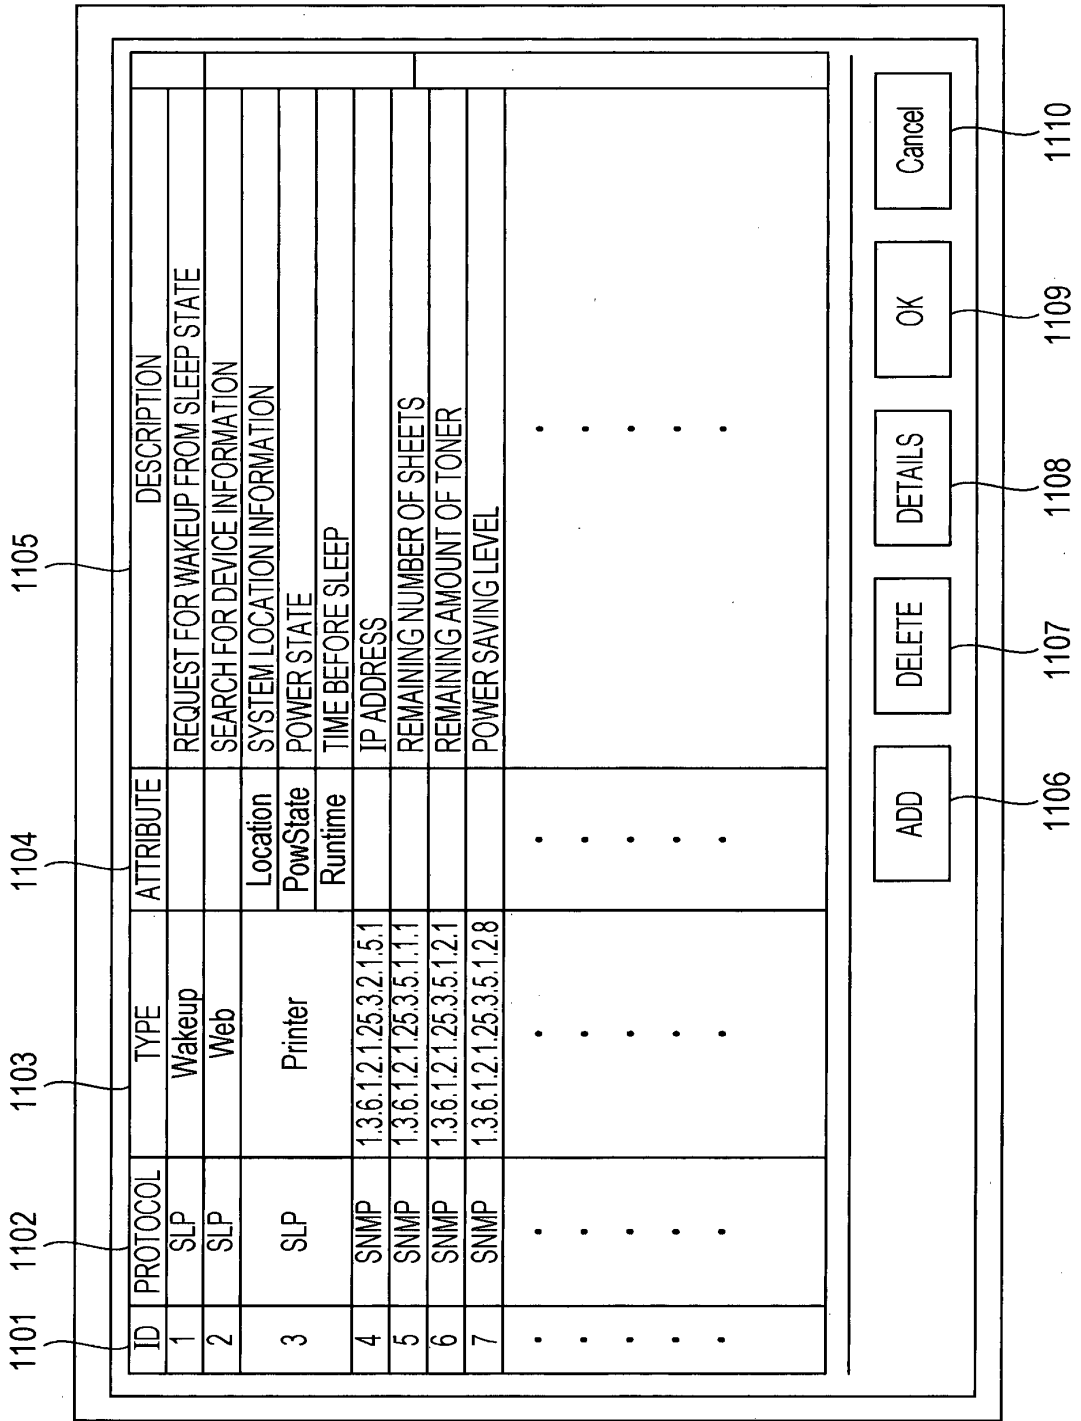 1101 1102 1103 1104 1105
ID PROTOCOL TYPE ATTRIBUTE DESCRIPTION
1 SLP Wakeup REQUEST FOR WAKEUP FROM SLEEP STATE
2 SLP Web SEARCH FOR DEVICE INFORMATION
3 SLP Printer Location SYSTEM LOCATION INFORMATION
PowState POWER STATE
Runtime TIME BEFORE SLEEP
4 SNMP 1.3.6.1.2.1.25.3.2.1.5.1 IP ADDRESS
5 SNMP 1.3.6.1.2.1.25.3.5.1.1.1 REMAINING NUMBER OF SHEETS
6 SNMP 1.3.6.1.2.1.25.3.5.1.2.1 REMAINING AMOUNT OF TONER
7 SNMP 1.3.6.1.2.1.25.3.5.1.2.8 POWER SAVING LEVEL
ADD DELETE DETAILS OK Cancel
1106 1107 1108 1109 1110